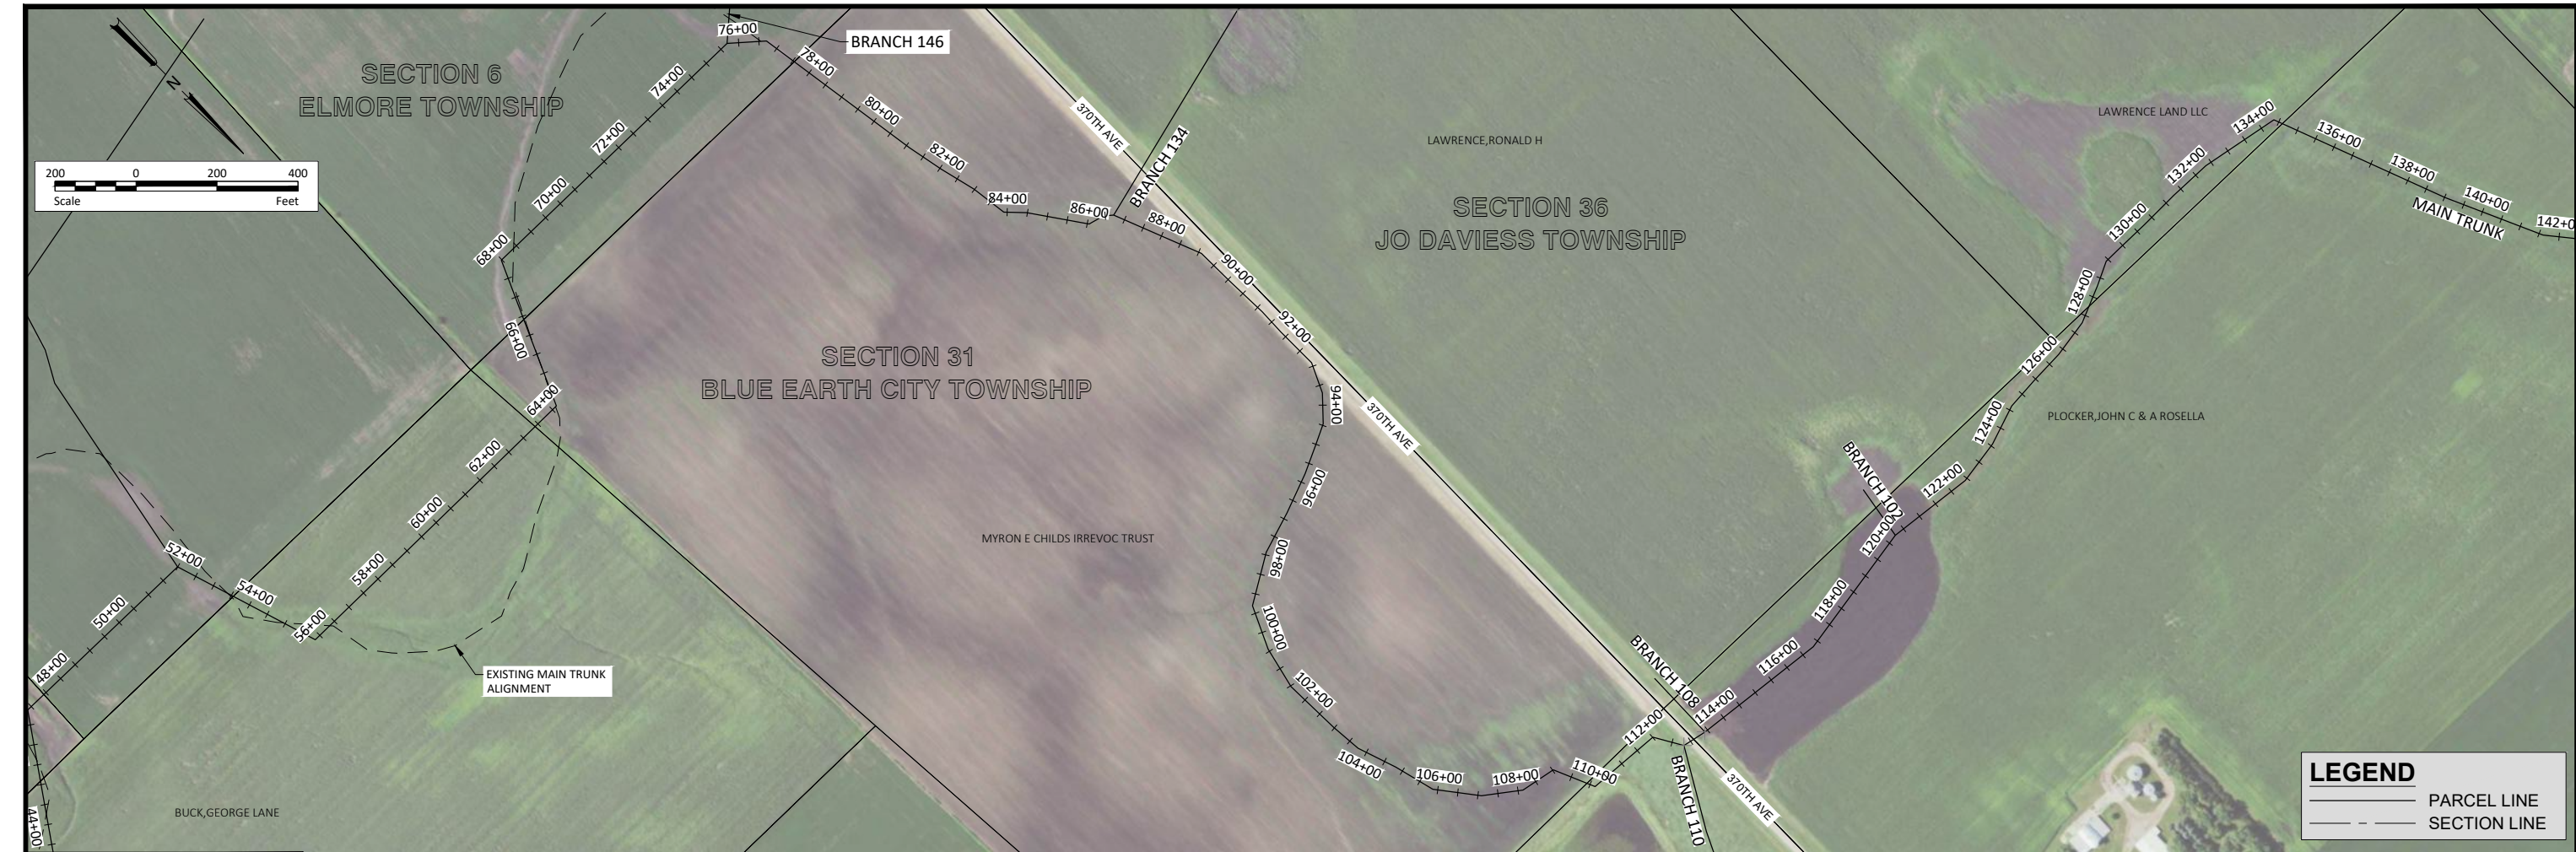 76+00
BRANCH 146
SECTION 6
ELMORE TOWNSHIP
N
200 0 200 400
Scale Feet
78+00
74+00
80+00
72+00
82+00
70+00
84+00
86+00
88+00
68+00
66+00
64+00
62+00
60+00
58+00
56+00
54+00
52+00
50+00
48+00
44+00
370TH AVE
BRANCH 134
LAWRENCE,RONALD H
SECTION 36
JO DAVIESS TOWNSHIP
LAWRENCE LAND LLC
134+00
136+00
138+00
140+00
142+0
MAIN TRUNK
132+00
130+00
128+00
126+00
124+00
122+00
120+00
118+00
116+00
114+00
112+00
110+00
108+00
106+00
104+00
102+00
100+00
98+00
96+00
94+00
92+00
90+00
SECTION 31
BLUE EARTH CITY TOWNSHIP
370TH AVE
PLOCKER,JOHN C & A ROSELLA
BRANCH 102
MYRON E CHILDS IRREVOC TRUST
BRANCH 108
BRANCH 110
370TH AVE
EXISTING MAIN TRUNK
ALIGNMENT
BUCK,GEORGE LANE
LEGEND
PARCEL LINE
SECTION LINE